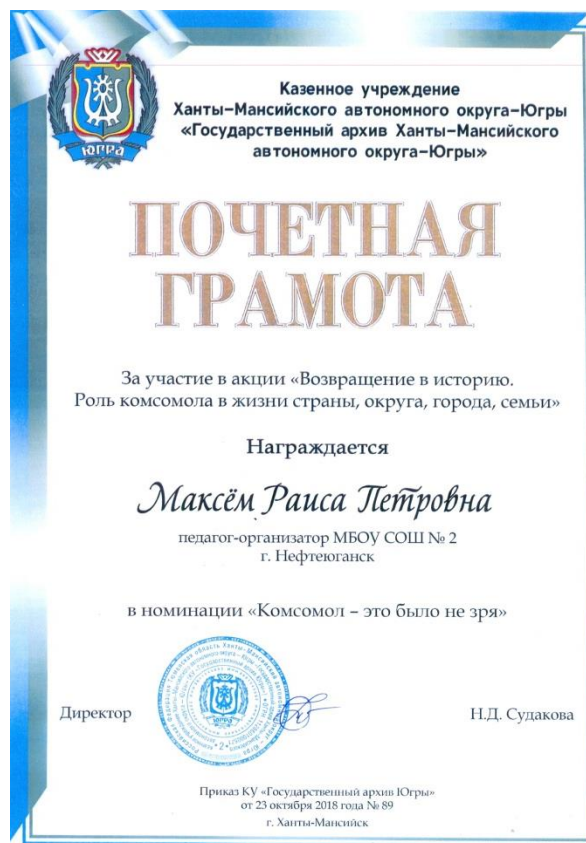 ЮГРА
Казенное учреждение
Ханты-Мансийского автономного округа-Югры
«Государственный архив Ханты-Мансийского
автономного округа-Югры»
ПОЧЕТНАЯ
ГРАМОТА
За участие в акции «Возвращение в историю.
Роль комсомола в жизни страны, округа, города, семьи»
Награждается
Максём Раиса Петровна
педагог-организатор МБОУ СОШ № 2
г. Нефтеюганск
в номинации «Комсомол – это было не зря»
Директор
Н.Д. Судакова
Приказ КУ «Государственный архив Югры»
от 23 октября 2018 года № 89
г. Ханты-Мансийск